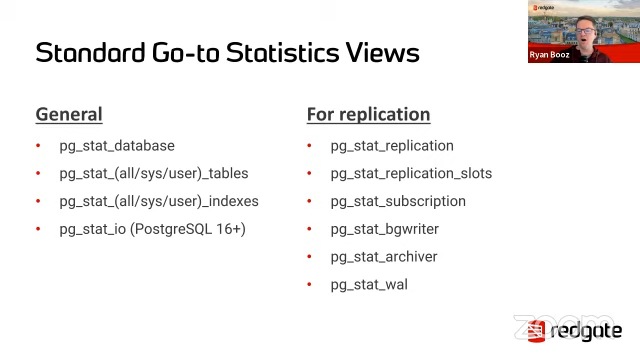 redgate
Ryan Booz
Standard Go-to Statistics Views
General
• pg_stat_database
• pg_stat_(all/sys/user)_tables
• pg_stat_(all/sys/user)_indexes
• pg_stat_io (PostgreSQL 16+)
For replication
• pg_stat_replication
• pg_stat_replication_slots
• pg_stat_subscription
• pg_stat_bgwriter
• pg_stat_archiver
• pg_stat_wal
zoom
redgate